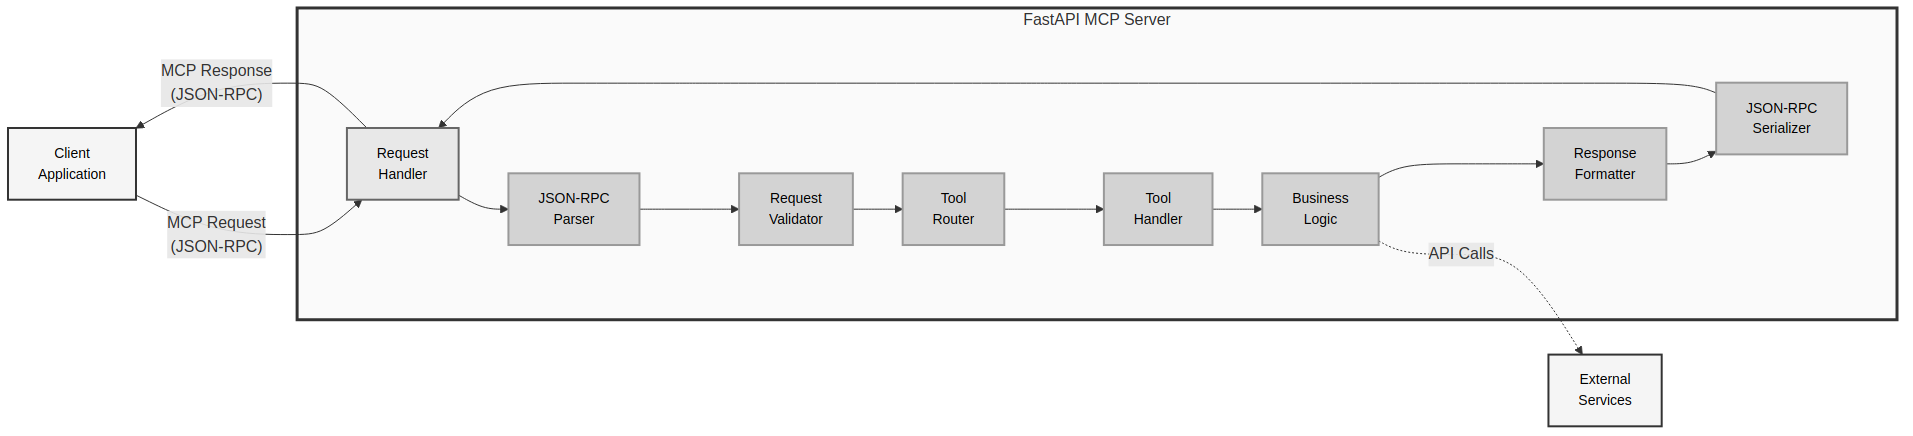 FastAPI MCP Server
MCP Response
(JSON-RPC)
Client
Application
MCP Request
(JSON-RPC)
Request
Handler
JSON-RPC
Parser
Request
Validator
Tool
Router
Tool
Handler
Business
Logic
API Calls
Response
Formatter
JSON-RPC
Serializer
External
Services